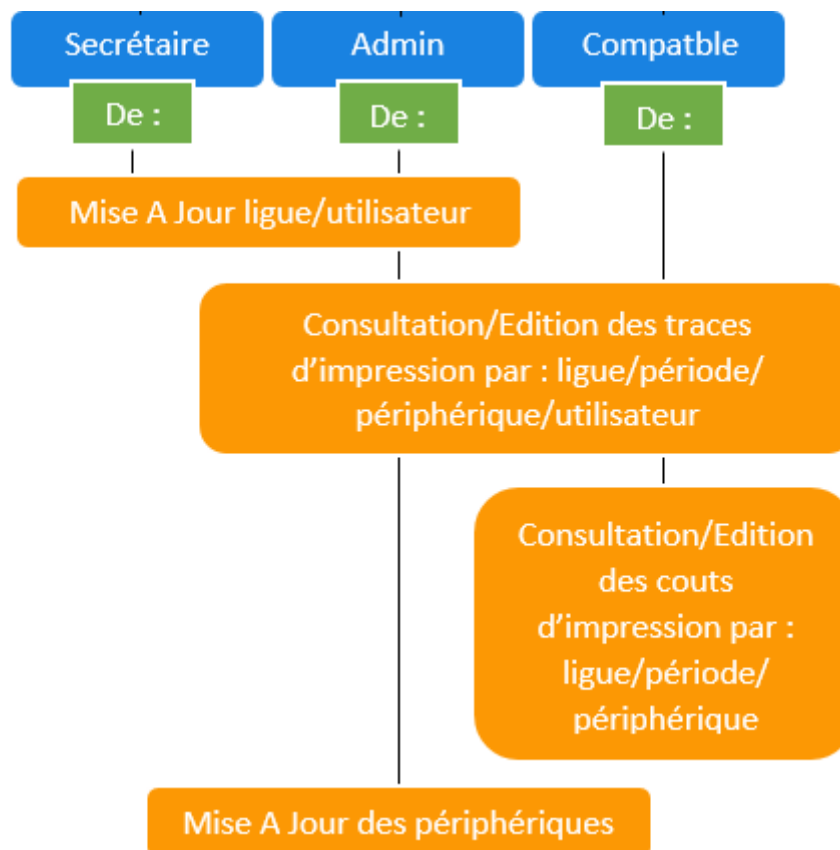 Secrétaire
Admin
Compatble
De :
De :
De :
Mise A Jour ligue/utilisateur
Consultation/Edition des traces
d’impression par : ligue/période/
périphérique/utilisateur
Consultation/Edition
des couts
d’impression par :
ligue/période/
périphérique
Mise A Jour des périphériques